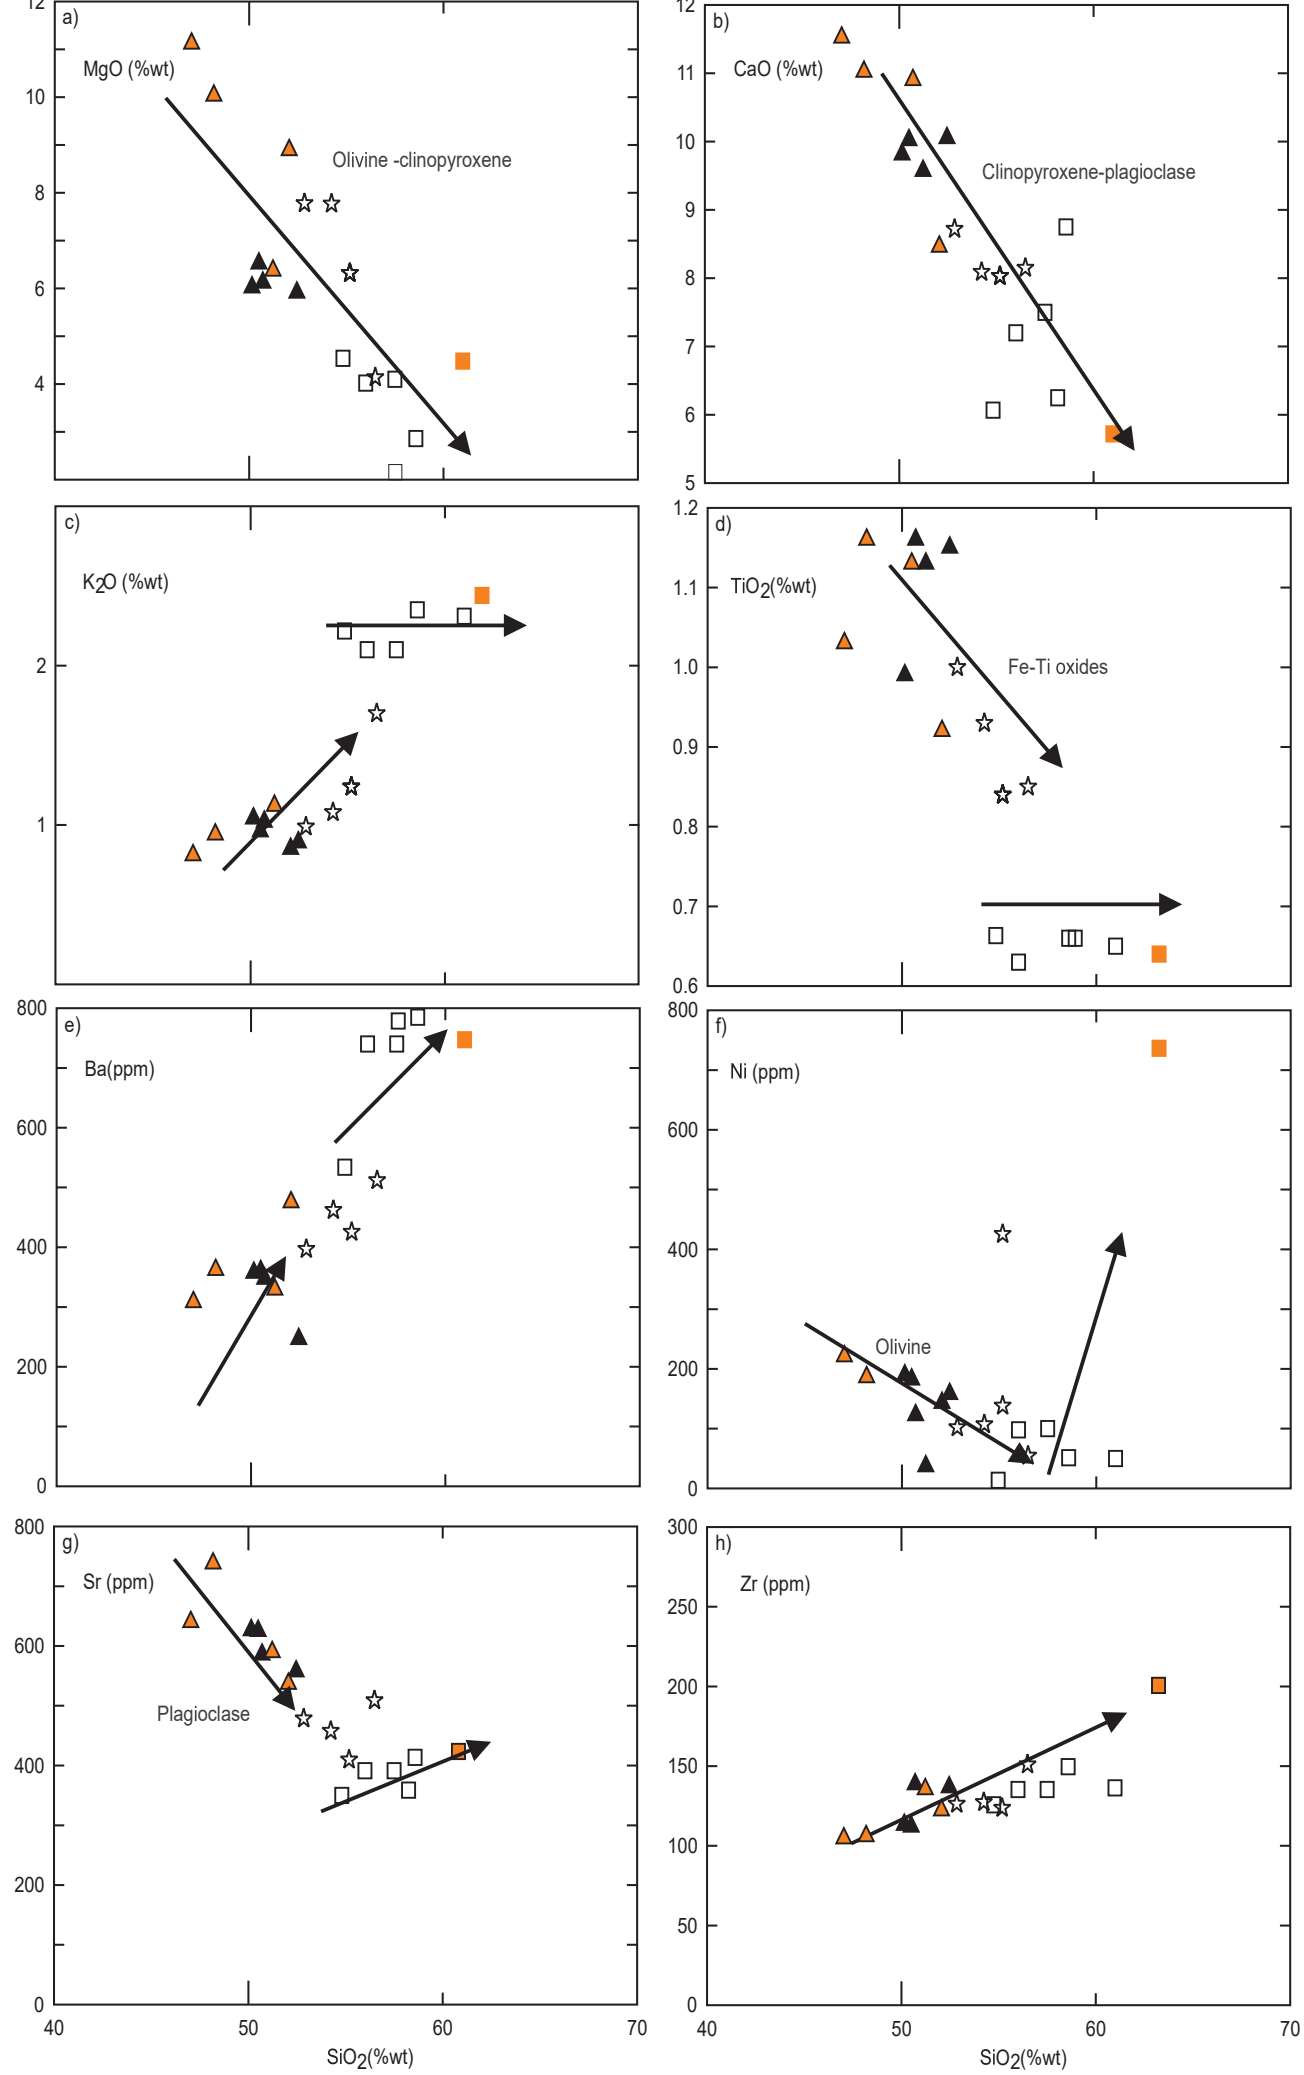 12
a)
MgO (%wt)
10
Olivine -clinopyroxene
8
6
4
12
b)
CaO (%wt)
11
10
Clinopyroxene-plagioclase
9
8
7
6
5
c)
K2O (%wt)
2
1
1.2
d)
TiO2(%wt)
1.1
1.0
Fe-Ti oxides
0.9
0.8
0.7
0.6
800
e)
Ba(ppm)
600
400
200
0
800
f)
Ni (ppm)
600
400
Olivine
200
0
800
g)
Sr (ppm)
600
Plagioclase
400
200
0
40
50
60
70
SiO2(%wt)
300
h)
Zr (ppm)
250
200
150
100
50
0
40
50
60
70
SiO2(%wt)